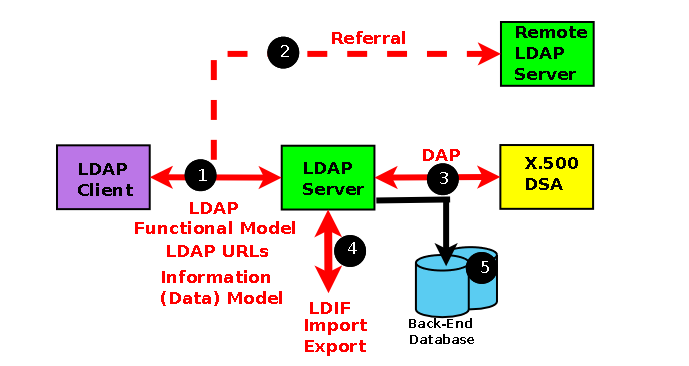 2
Referral
Remote
LDAP
Server
LDAP
Client
1
LDAP
Server
DAP
3
X.500
DSA
LDAP
Functional Model
LDAP URLs
Information
(Data) Model
4
LDIF
Import
Export
5
Back-End
Database